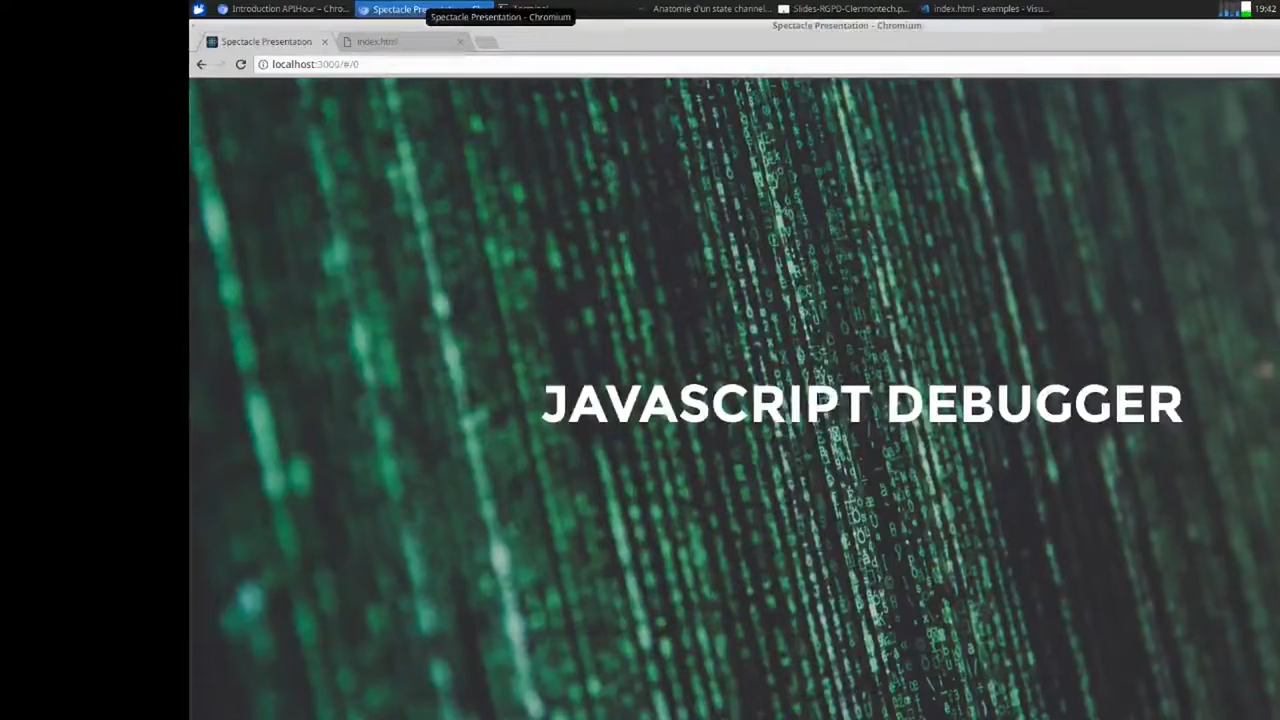 Introduction APIHour – Chro...
Spectacle Pres
Anatomie d'un state channel...
Slides-RGPD-Clermontech.p...
index.html - exemples - Visu...
19:42
Spectacle Presentation - Chromium
Spectacle Presentation - Chromium
Spectacle Presentation
index.html
localhost:3000/#/0
JAVASCRIPT DEBUGGER